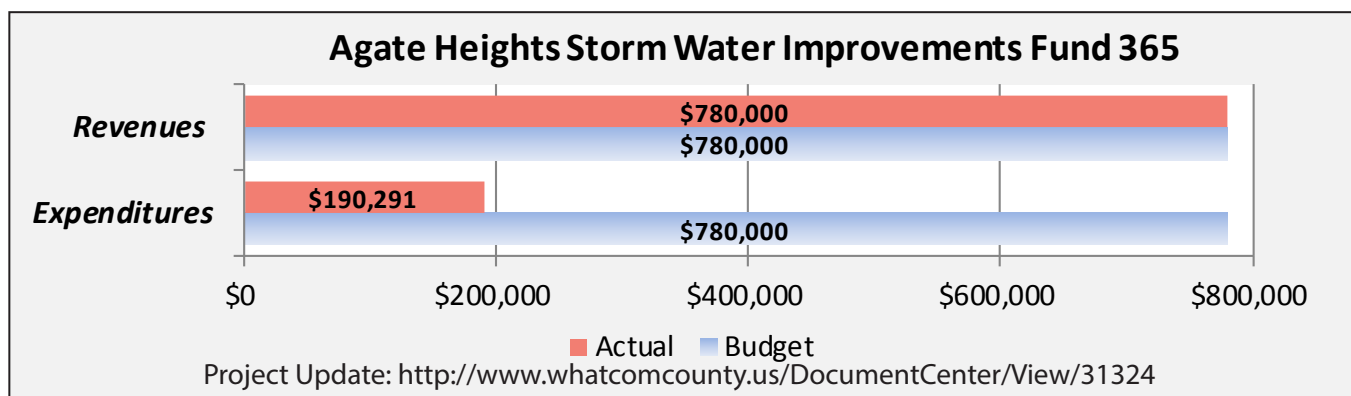 Agate Heights Storm Water Improvements Fund 365
Revenues
$780,000
$780,000
Expenditures
$190,291
$780,000
$0 $200,000 $400,000 $600,000 $800,000
Actual Budget
Project Update: http://www.whatcomcounty.us/DocumentCenter/View/31324